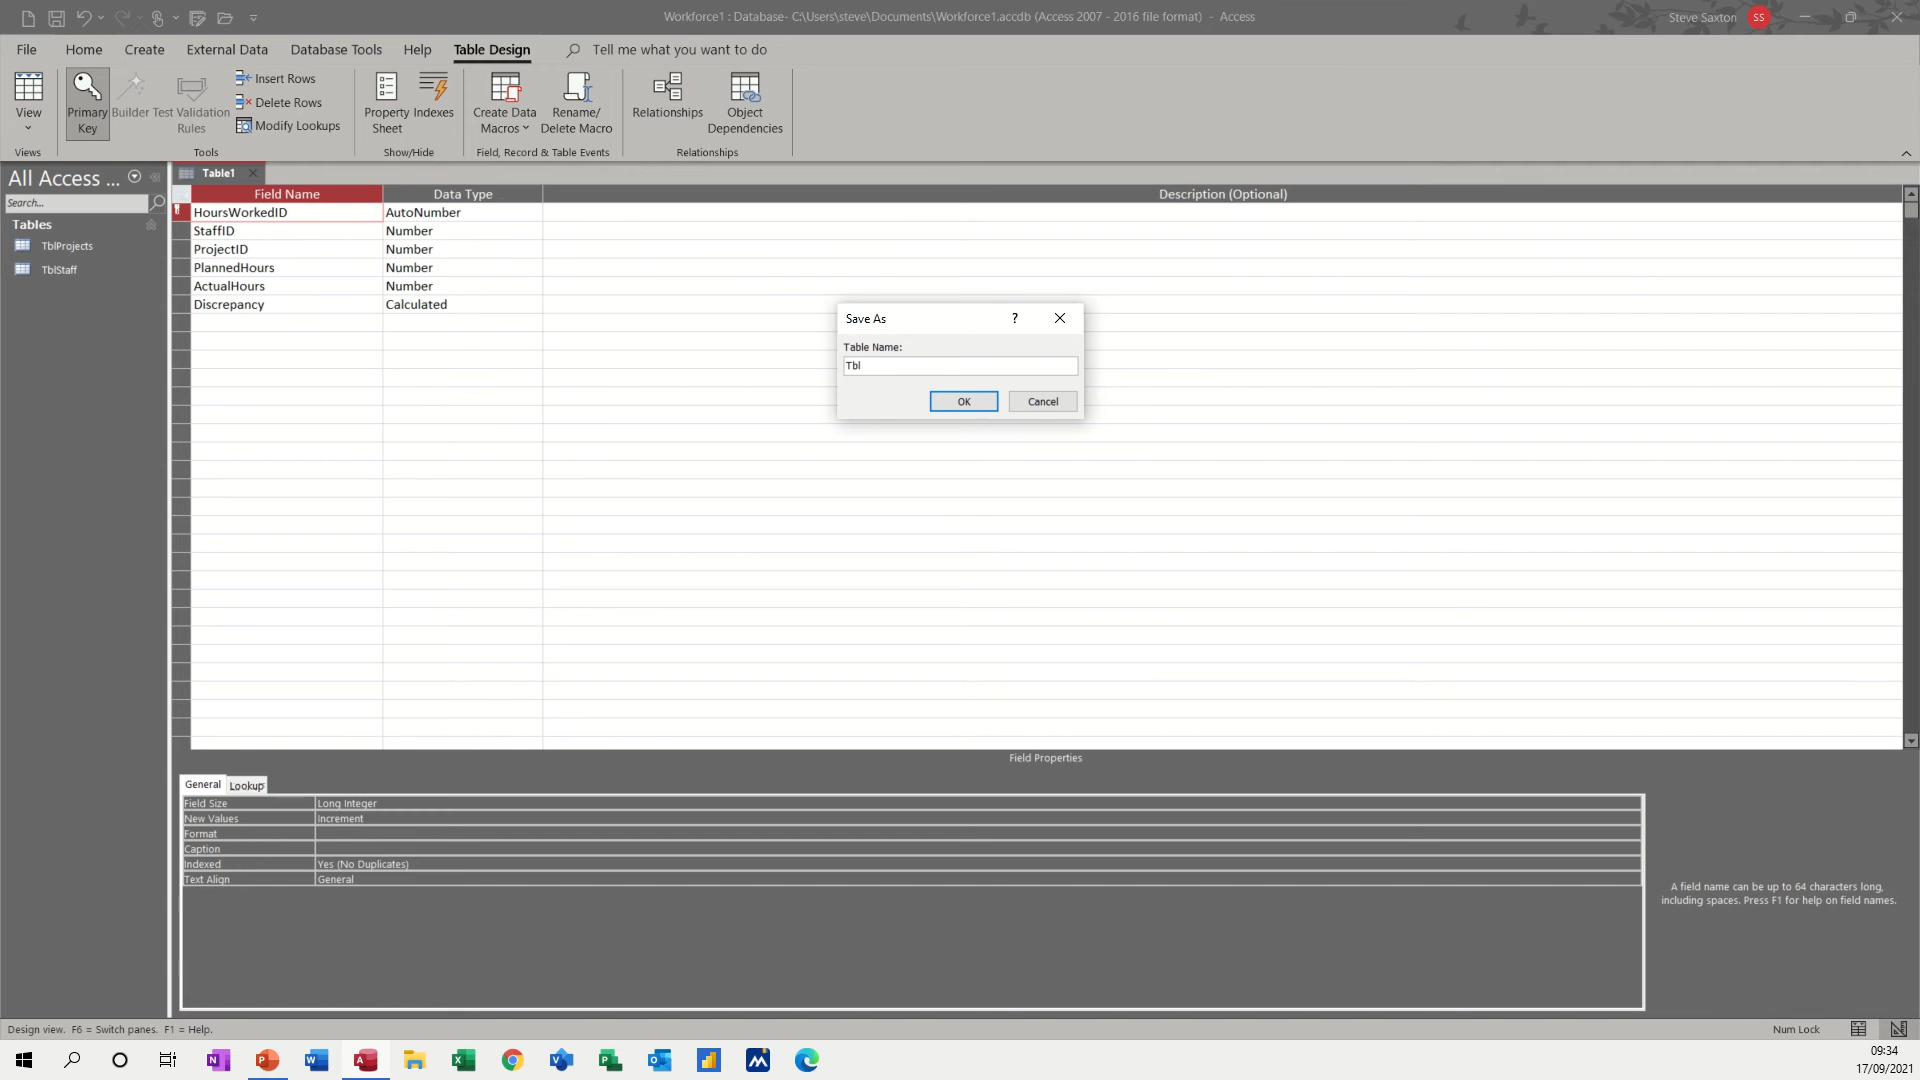 Workforce1 : Database- C:\Users\steve\Documents\Workforce1.accdb (Access 2007 - 2016 file format) - Access
Steve Saxton SS
File Home Create External Data Database Tools Help Table Design Tell me what you want to do
View
Primary Key
Builder
Test Validation Rules
Insert Rows
Delete Rows
Modify Lookups
Property Sheet
Indexes
Create Data Macros
Rename/ Delete Macro
Relationships
Object Dependencies
Views
Tools
Show/Hide
Field, Record & Table Events
Relationships
All Access ...
Search...
Tables
TblProjects
TblStaff
Table1
Field Name Data Type Description (Optional)
HoursWorkedID AutoNumber
StaffID Number
ProjectID Number
PlannedHours Number
ActualHours Number
Discrepancy Calculated
Save As ?
Table Name:
Tbl
OK Cancel
Field Properties
General Lookup
Field Size Long Integer
New Values Increment
Format
Caption
Indexed Yes (No Duplicates)
Text Align General
A field name can be up to 64 characters long,
including spaces. Press F1 for help on field names.
Design view. F6 = Switch panes. F1 = Help.
Num Lock
09:34
17/09/2021